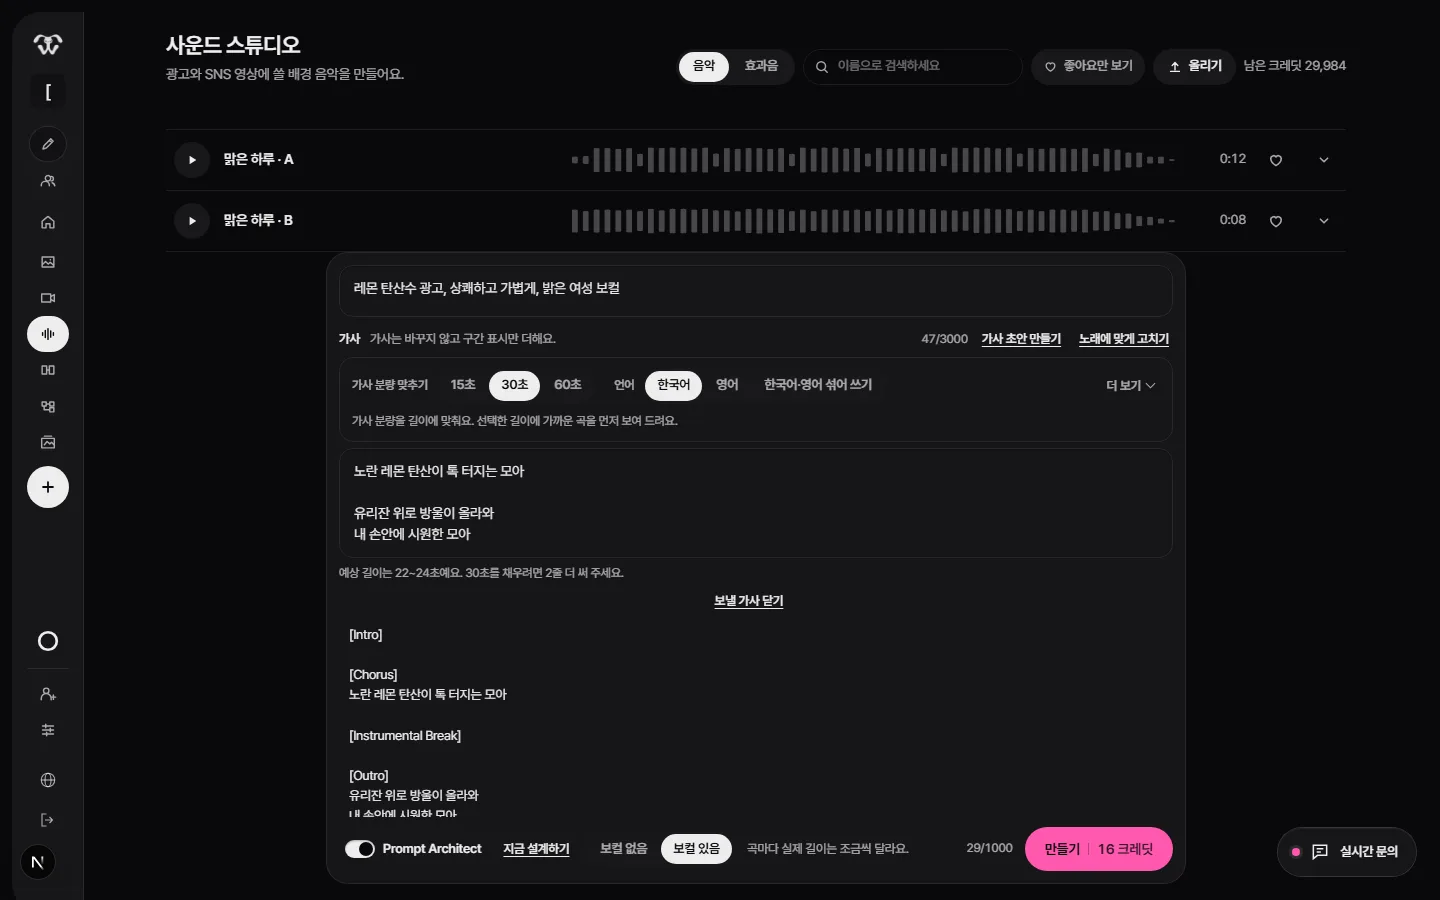 사운드 스튜디오
광고와 SNS 영상에 쓸 배경 음악을 만들어요.
음악
효과음
이름으로 검색하세요
좋아요만 보기
올리기
남은 크레딧 29,984
[
맑은 하루 · A
0:12
맑은 하루 · B
0:08
레몬 탄산수 광고, 상쾌하고 가볍게, 밝은 여성 보컬
가사 가사는 바꾸지 않고 구간 표시만 더해요.
47/3000
가사 초안 만들기
노래에 맞게 고치기
가사 분량 맞추기 15초 30초 60초 언어 한국어 영어 한국어·영어 섞어 쓰기
더 보기
가사 분량을 길이에 맞춰요. 선택한 길이에 가까운 곡을 먼저 보여 드려요.
노란 레몬 탄산이 톡 터지는 모아
유리잔 위로 방울이 올라와
내 손안에 시원한 모아
예상 길이는 22~24초예요. 30초를 채우려면 2줄 더 써 주세요.
보낼 가사 닫기
[Intro]
[Chorus]
노란 레몬 탄산이 톡 터지는 모아
[Instrumental Break]
[Outro]
유리잔 위로 방울이 올라와
내 손안에 시원한 모아
Prompt Architect
지금 설계하기
보컬 없음
보컬 있음
곡마다 실제 길이는 조금씩 달라요.
29/1000
만들기 | 16 크레딧
N
실시간 문의